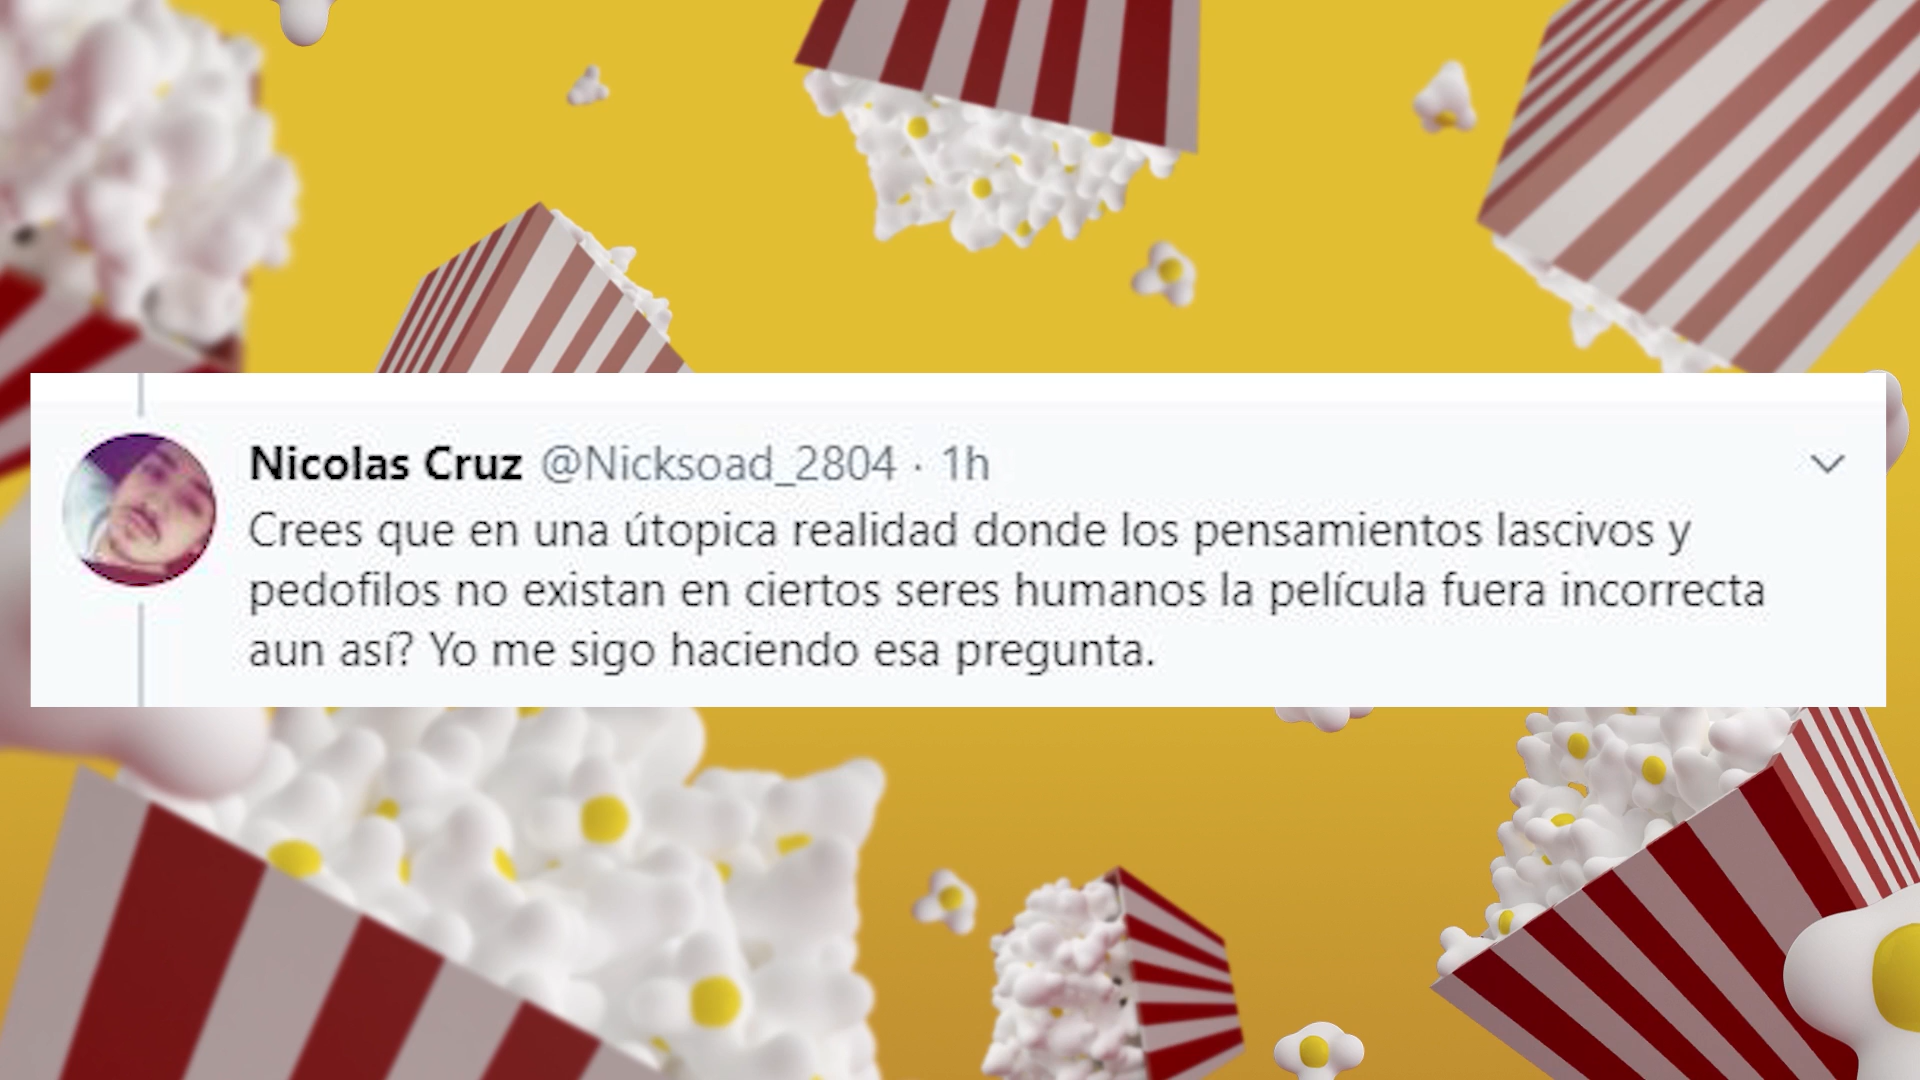 Nicolas Cruz @Nicksoad_2804 · 1h
Crees que en una útopica realidad donde los pensamientos lascivos y
pedofilos no existan en ciertos seres humanos la película fuera incorrecta
aun así? Yo me sigo haciendo esa pregunta.